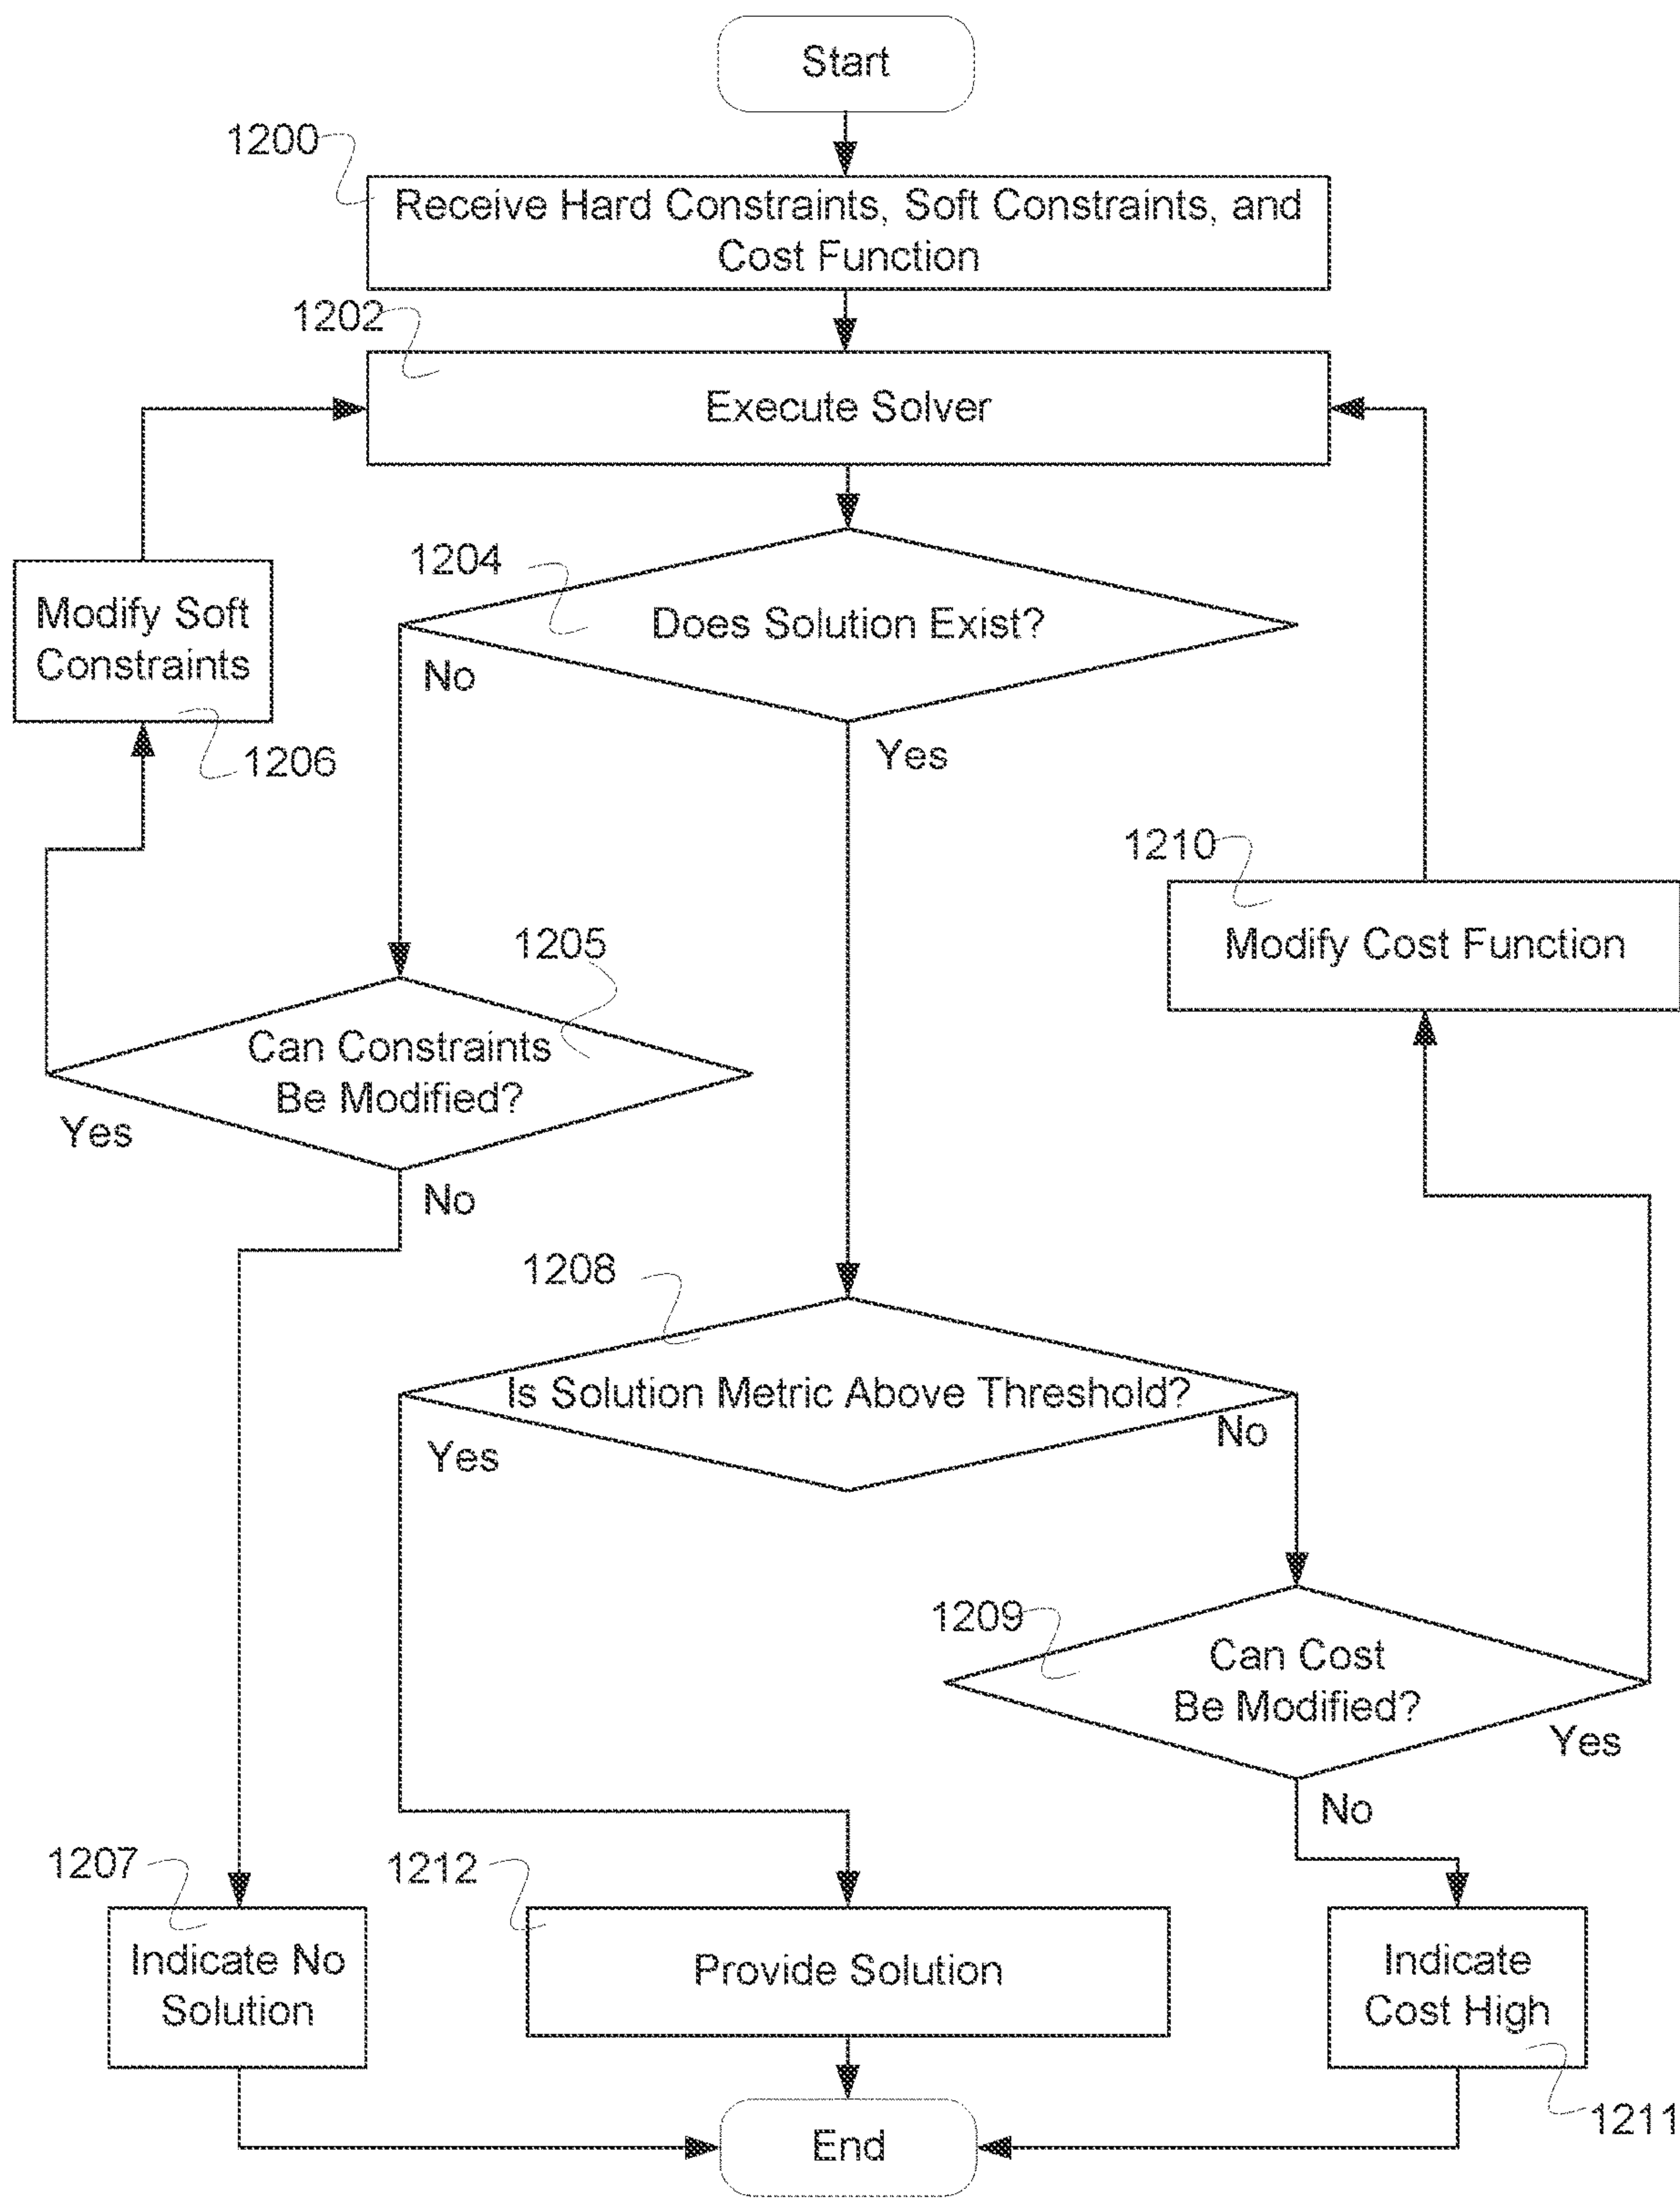 Start
1200
Receive Hard Constraints, Soft Constraints, and
Cost Function
1202
Execute Solver
1204
Does Solution Exist?
No
Yes
Modify Soft
Constraints
1206
1210
Modify Cost Function
1205
Can Constraints
Be Modified?
Yes
No
1208
Is Solution Metric Above Threshold?
Yes
No
1209
Can Cost
Be Modified?
Yes
No
1207
Indicate No
Solution
1212
Provide Solution
Indicate
Cost High
1211
End